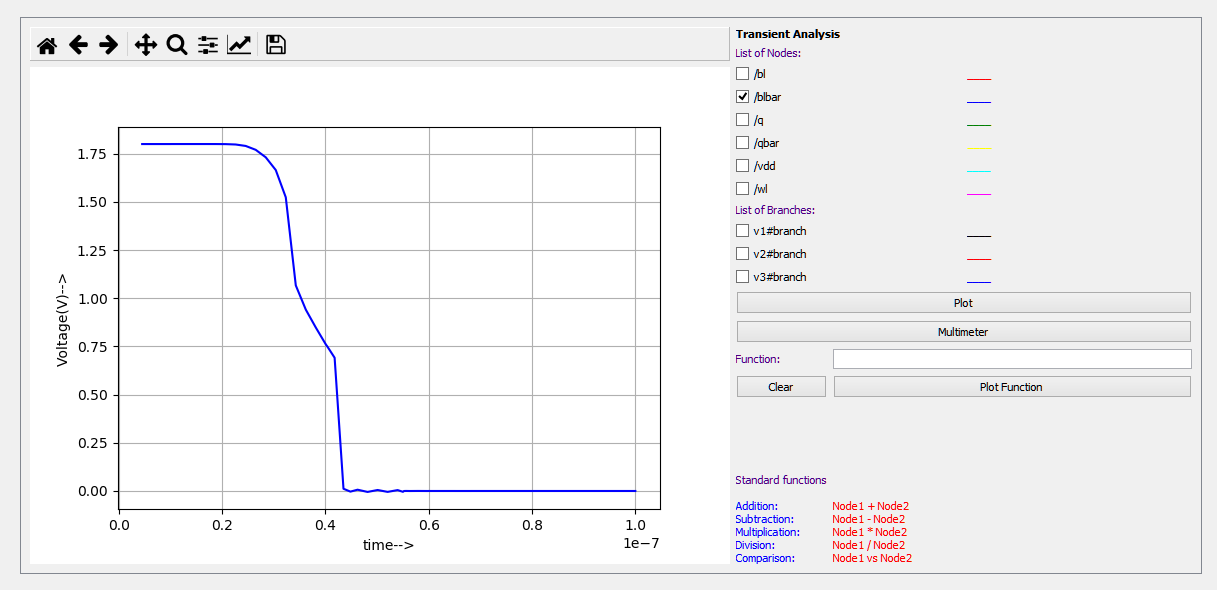 Transient Analysis
List of Nodes:
/bl
/blbar
/q
/qbar
/vdd
/wl
List of Branches:
v1#branch
v2#branch
v3#branch
Plot
Multimeter
Function:
Clear Plot Function
Standard functions
Addition: Node1 + Node2
Subtraction: Node1 - Node2
Multiplication: Node1 * Node2
Division: Node1 / Node2
Comparison: Node1 vs Node2
Voltage(V)-->
1.75
1.50
1.25
1.00
0.75
0.50
0.25
0.00
0.0 0.2 0.4 0.6 0.8 1.0
time-->
1e−7